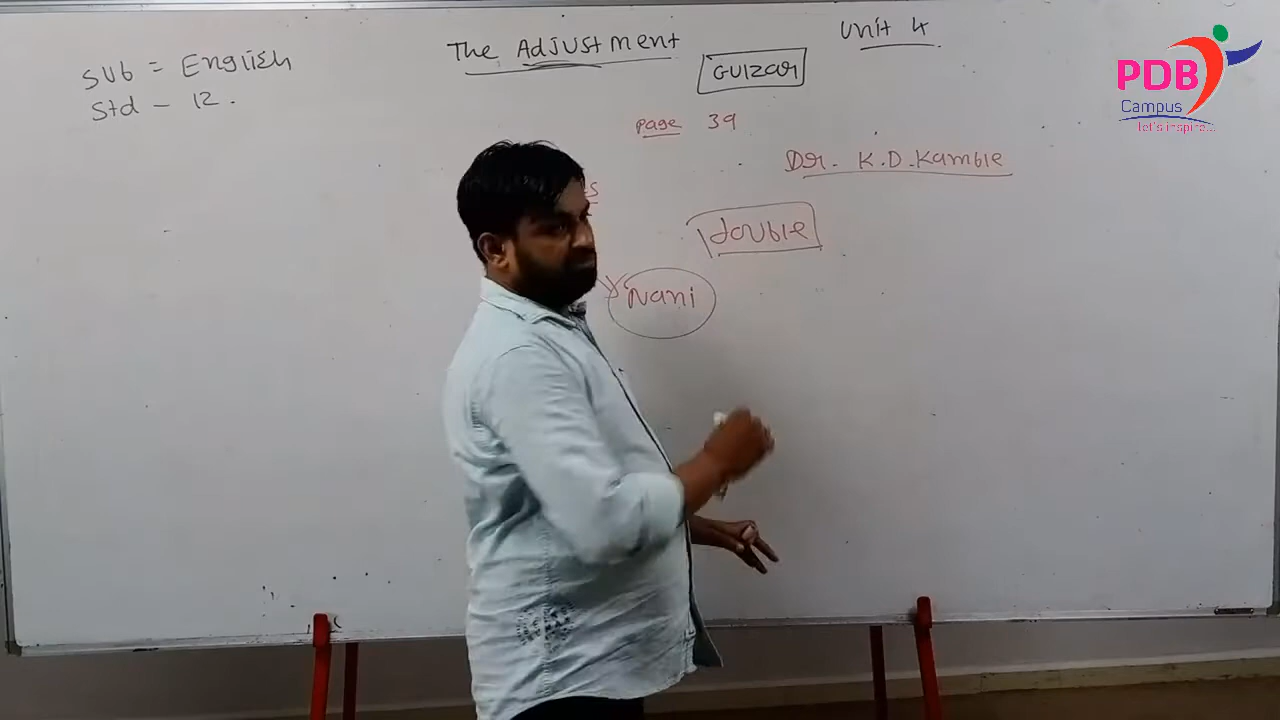 Sub = English
Std - 12.
The Adjustment
Unit 4
Gulzar
page 39
Dr. K.D. Kamble
double
Nani
PDB
Campus
let's inspire...